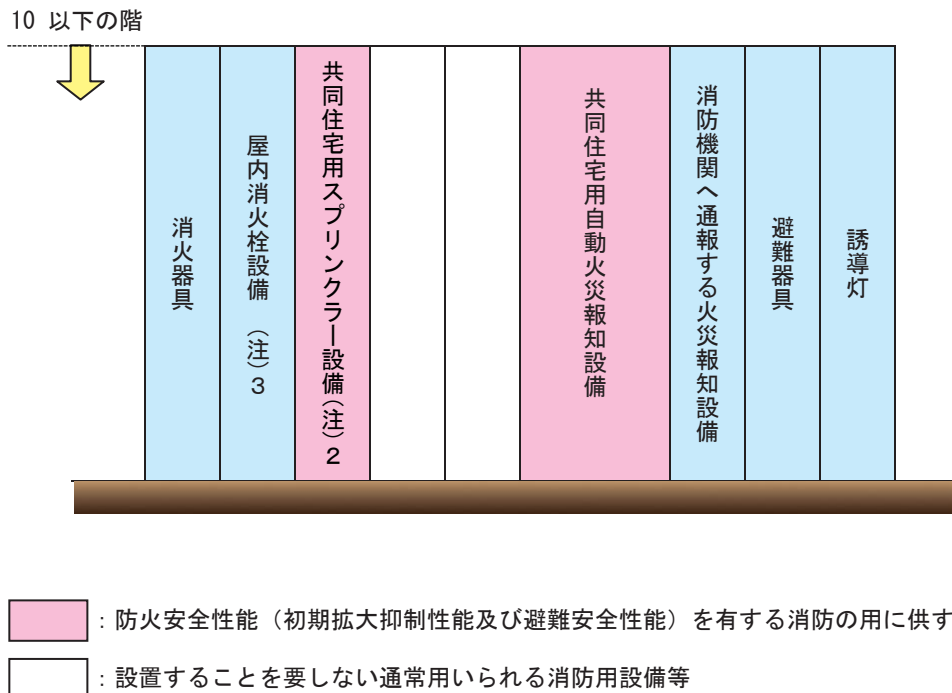 10 以下の階
消火器具
屋内消火栓設備 （注）３
共同住宅用スプリンクラー設備（注）２
共同住宅用自動火災報知設備
消防機関へ通報する火災報知設備
避難器具
誘導灯
：防火安全性能（初期拡大抑制性能及び避難安全性能）を有する消防の用に供す
：設置することを要しない通常用いられる消防用設備等